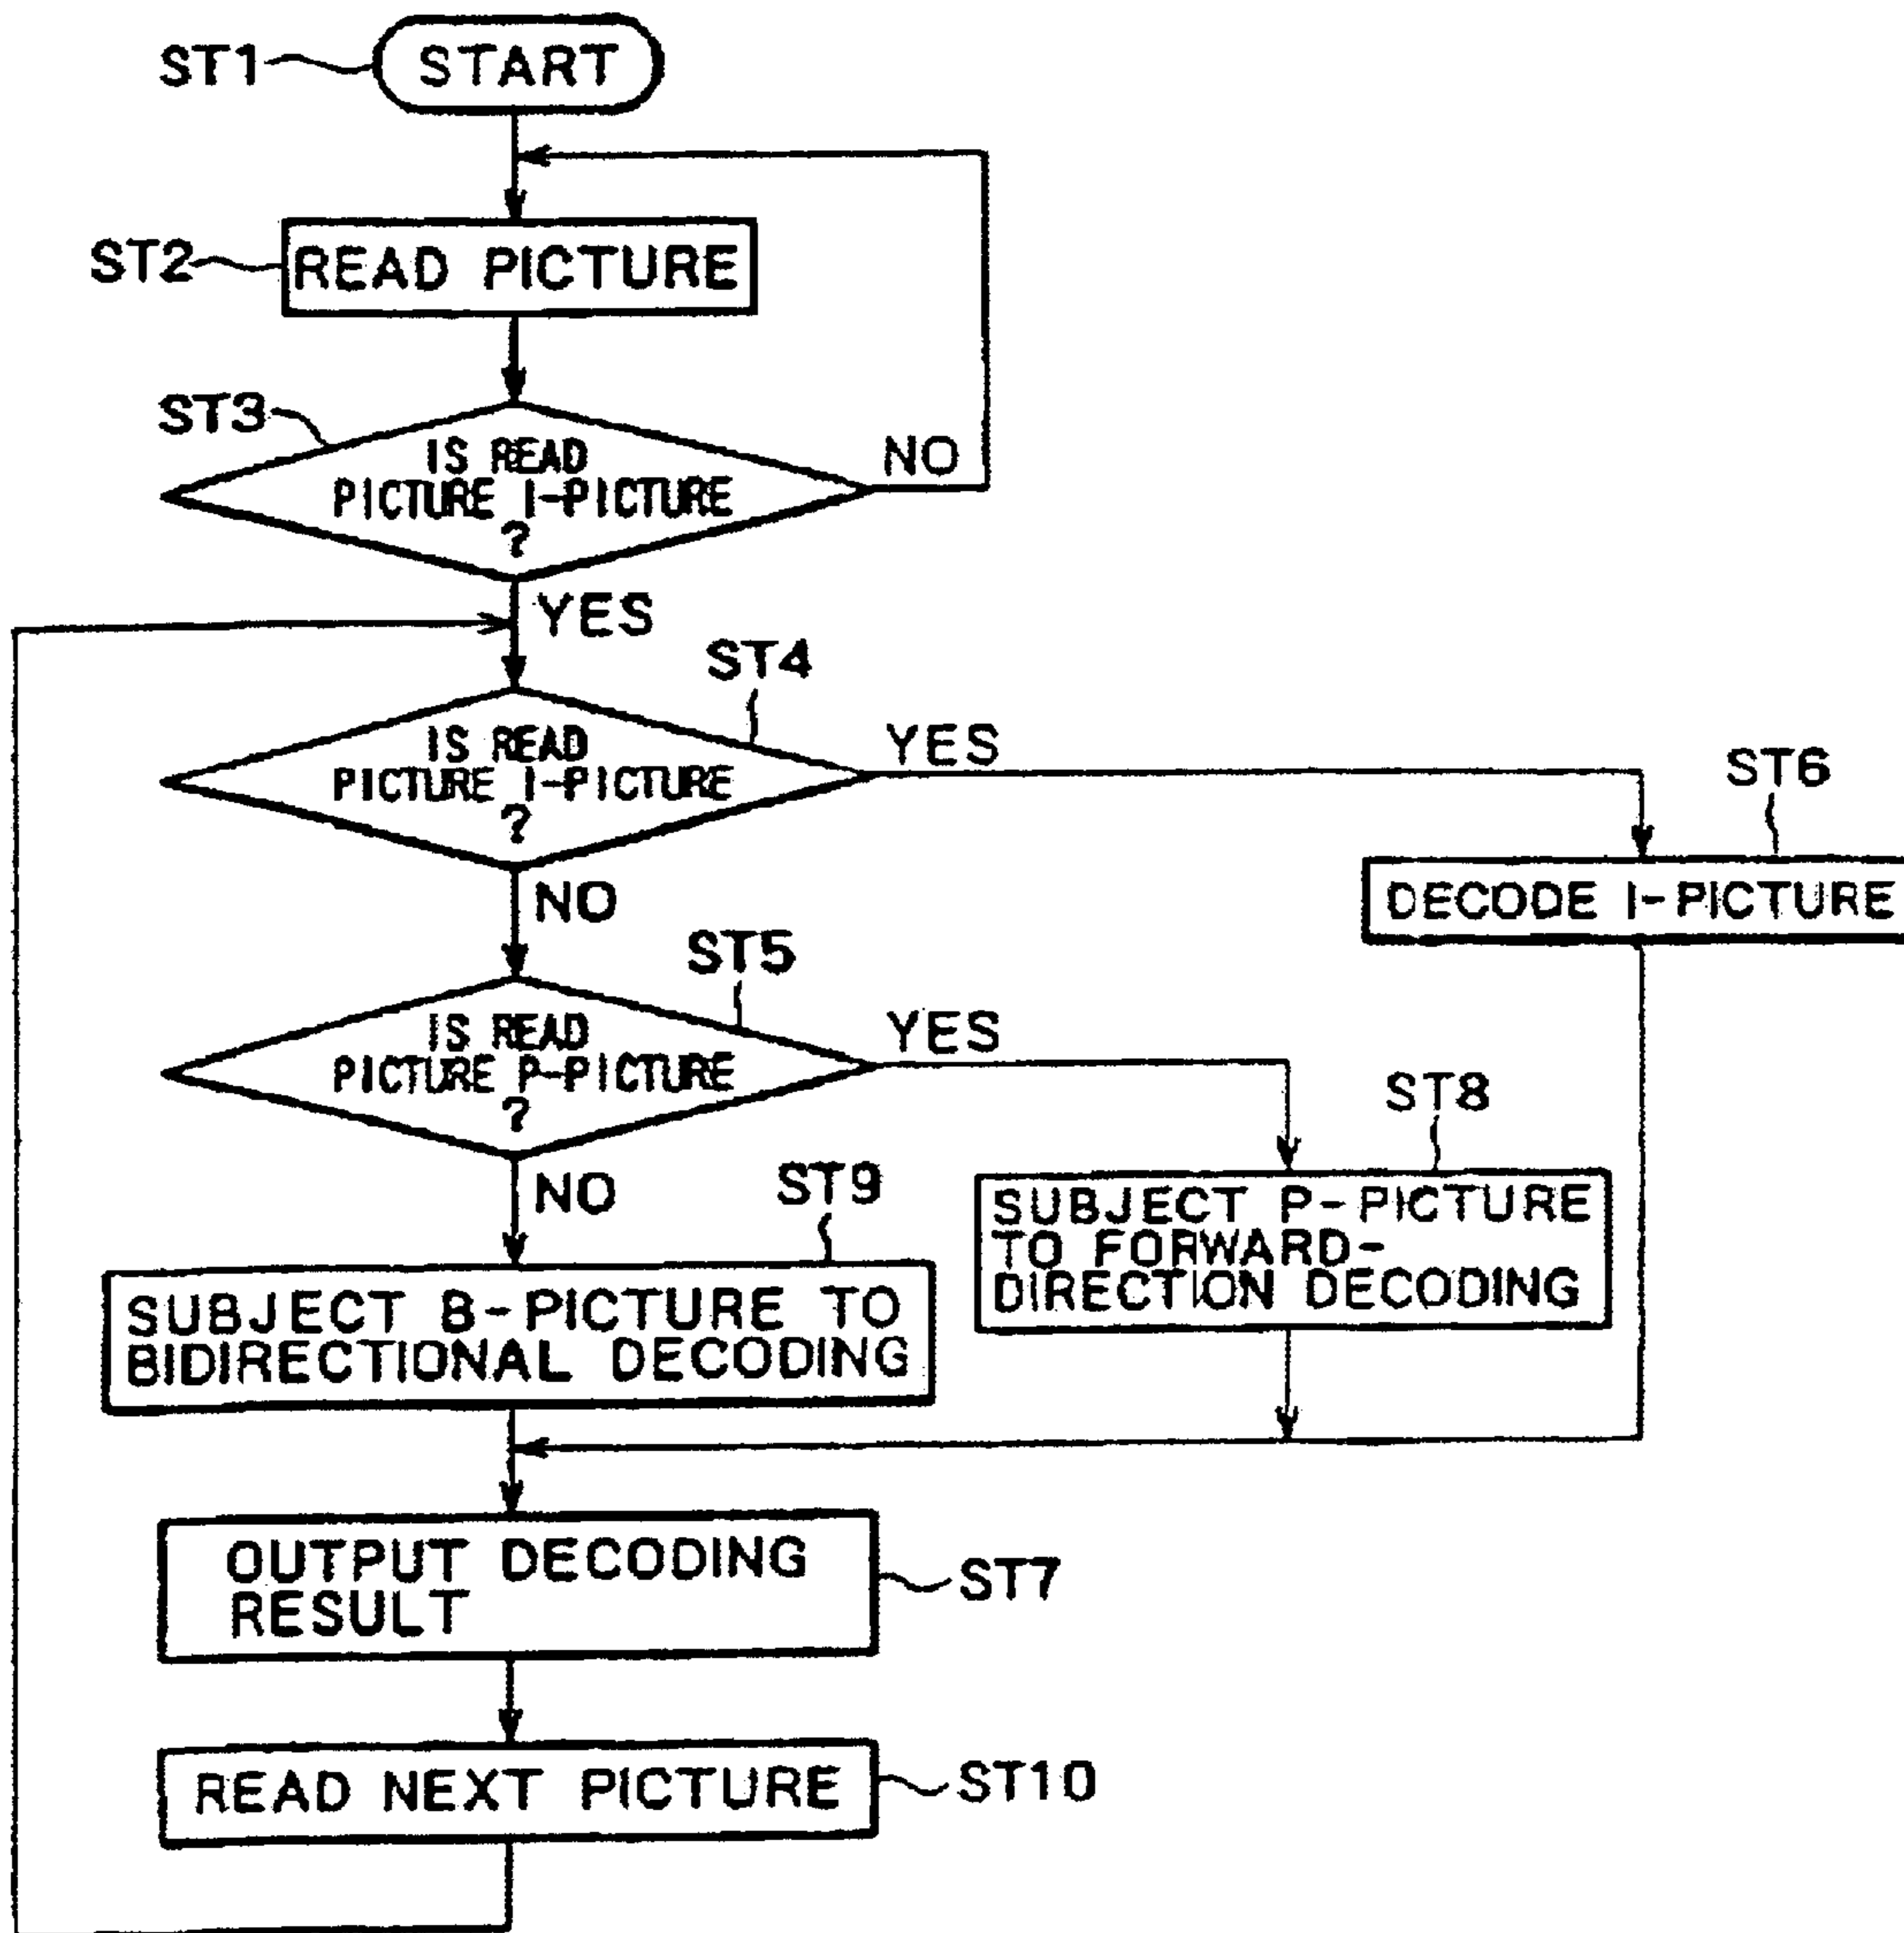 ST1
START
ST2
READ PICTURE
ST3
IS READ
PICTURE I-PICTURE
?
NO
YES
ST4
IS READ
PICTURE I-PICTURE
?
YES
ST6
DECODE I-PICTURE
NO
ST5
IS READ
PICTURE P-PICTURE
?
YES
ST8
SUBJECT P-PICTURE
TO FORWARD-
DIRECTION DECODING
NO
ST9
SUBJECT B-PICTURE TO
BIDIRECTIONAL DECODING
OUTPUT DECODING
RESULT
ST7
READ NEXT PICTURE
ST10